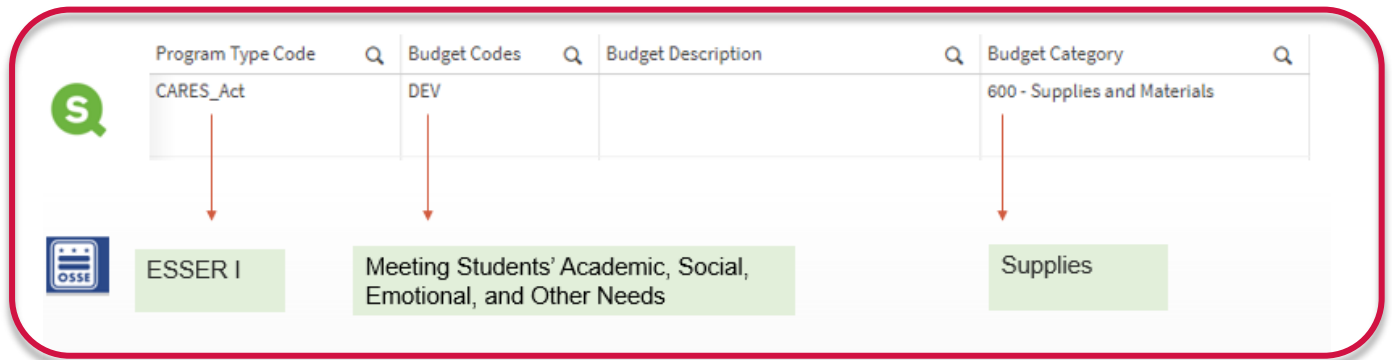 Program Type Code Budget Codes Budget Description Budget Category
S CARES_Act DEV 600 - Supplies and Materials
OSSE ESSER I Meeting Students’ Academic, Social, Supplies
Emotional, and Other Needs